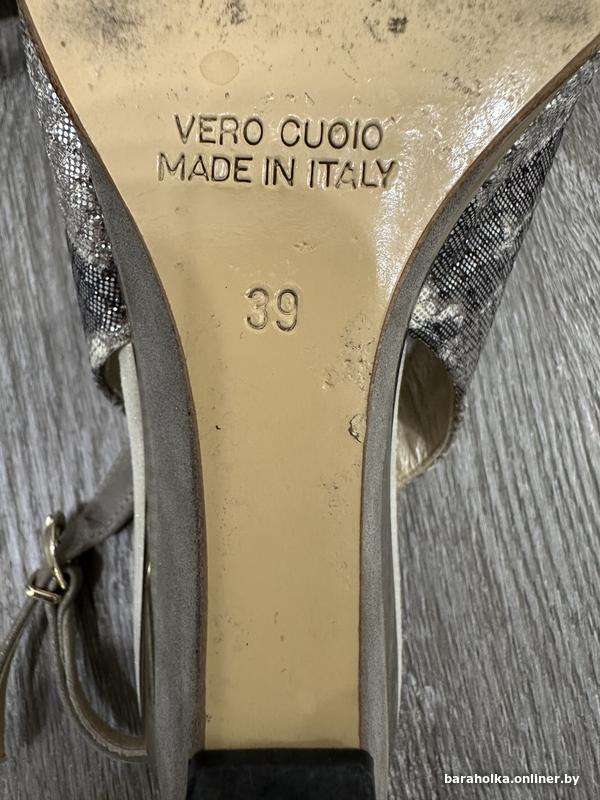 VERO CUOIO
MADE IN ITALY
39
baraholka.onliner.by